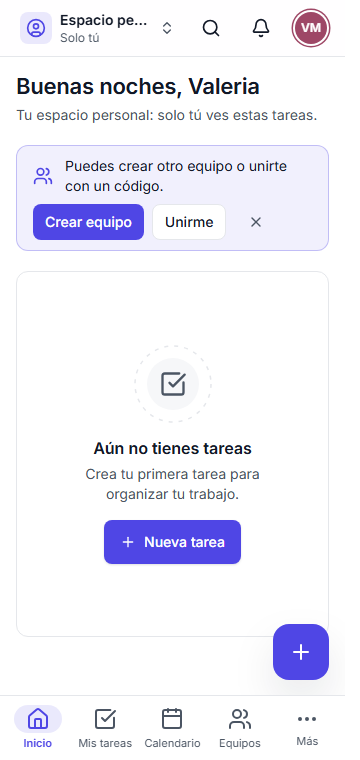 Espacio pe...
Solo tú
VM
Buenas noches, Valeria
Tu espacio personal: solo tú ves estas tareas.
Puedes crear otro equipo o unirte
con un código.
Crear equipo
Unirme
Aún no tienes tareas
Crea tu primera tarea para
organizar tu trabajo.
Nueva tarea
Inicio
Mis tareas
Calendario
Equipos
Más